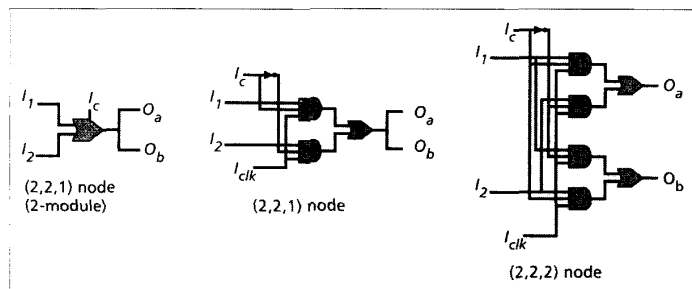 I1
I2
Ic
Oa
Ob
(2,2,1) node
(2-module)
Ic
I1
I2
Iclk
Oa
Ob
(2,2,1) node
Ic
I1
I2
Iclk
Oa
Ob
(2,2,2) node